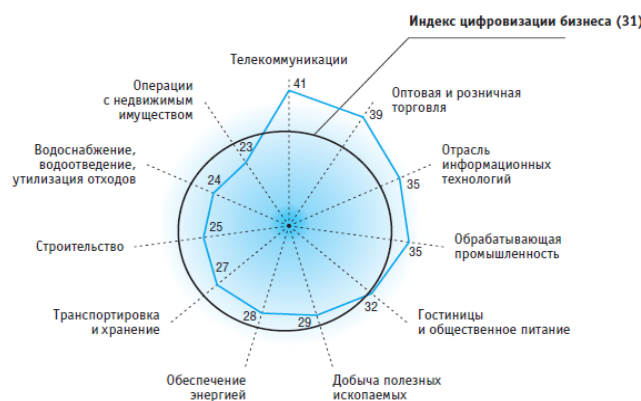 Индекс цифровизации бизнеса (31)
Телекоммуникации
41
Оптовая и розничная
торговля
39
Отрасль
информационных
технологий
35
Обрабатывающая
промышленность
35
Гостиницы
и общественное питание
32
Добыча полезных
ископаемых
29
Обеспечение
энергией
28
Транспортировка
и хранение
27
Строительство
25
Водоснабжение,
водоотведение,
утилизация отходов
24
Операции
с недвижимым
имуществом
23